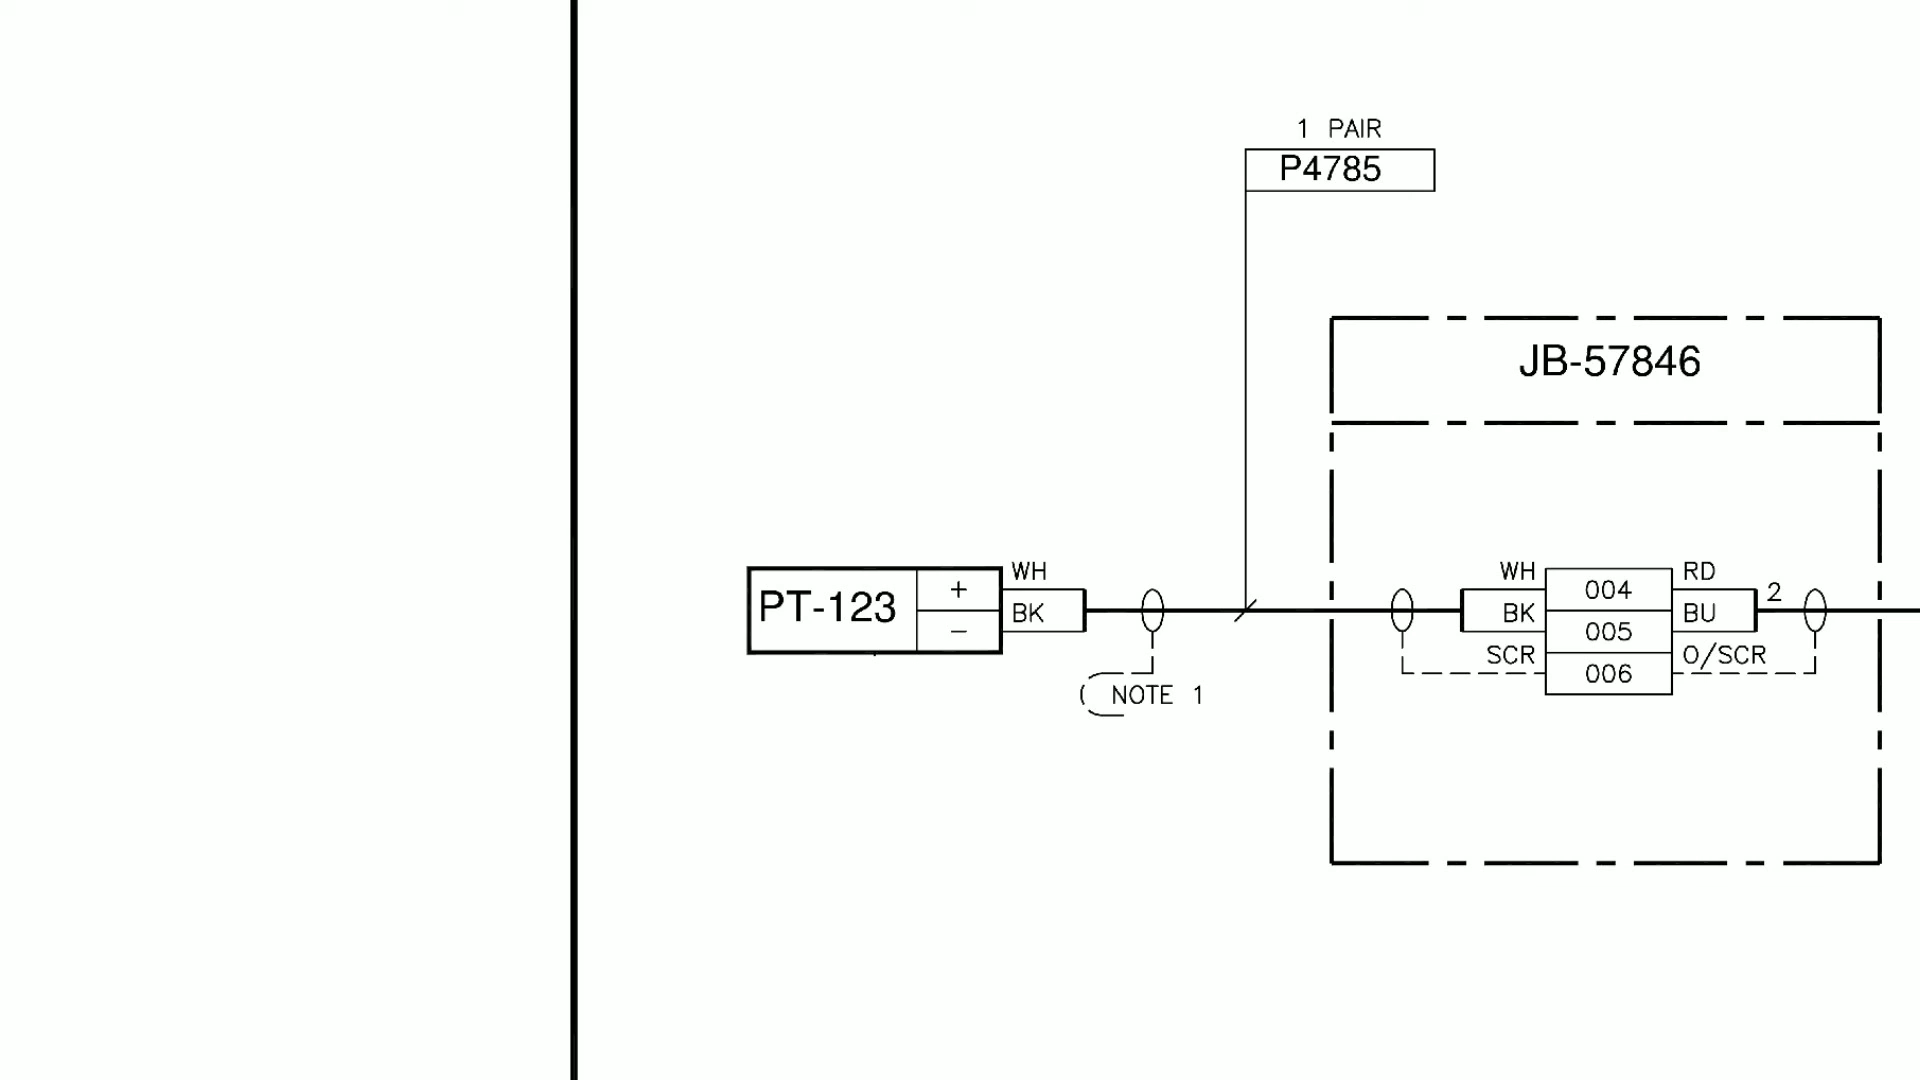 1 PAIR
P4785
JB-57846
PT-123
+
−
WH
BK
NOTE 1
WH
BK
SCR
004
005
006
RD
BU
O/SCR
2